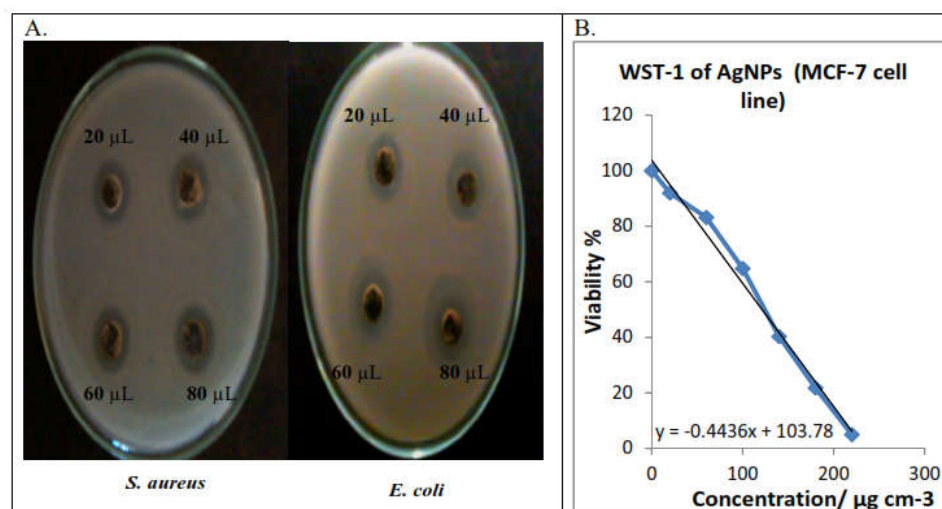 A.
20 µL 40 µL
60 µL 80 µL
S. aureus
20 µL 40 µL
60 µL 80 µL
E. coli
B.
WST-1 of AgNPs (MCF-7 cell
line)
Viability %
120
100
80
60
40
20
0
y = -0.4436x + 103.78
0 100 200 300
Concentration/ µg cm-3